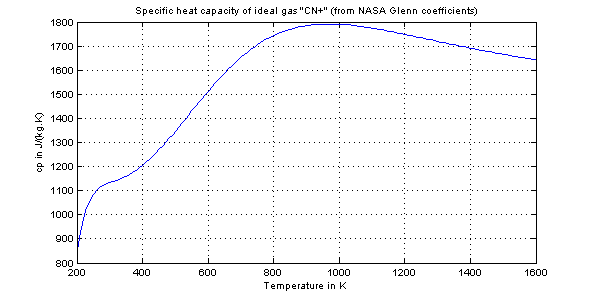 Specific heat capacity of ideal gas "CN+" (from NASA Glenn coefficients)
1800
1700
1600
1500
1400
1300
1200
1100
1000
900
800
cp in J/(kg.K)
200 400 600 800 1000 1200 1400 1600
Temperature in K